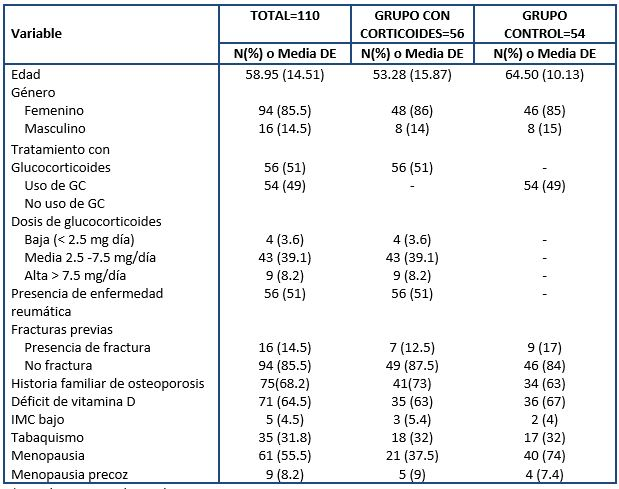 Variable TOTAL=110 GRUPO CON CORTICOIDES=56 GRUPO CONTROL=54
N(%) o Media DE N(%) o Media DE N(%) o Media DE
Edad 58.95 (14.51) 53.28 (15.87) 64.50 (10.13)
Género
Femenino 94 (85.5) 48 (86) 46 (85)
Masculino 16 (14.5) 8 (14) 8 (15)
Tratamiento con
Glucocorticoides 56 (51) 56 (51) -
Uso de GC 54 (49) - 54 (49)
No uso de GC
Dosis de glucocorticoides
Baja (< 2.5 mg día) 4 (3.6) 4 (3.6) -
Media 2.5 -7.5 mg/día 43 (39.1) 43 (39.1) -
Alta > 7.5 mg/día 9 (8.2) 9 (8.2) -
Presencia de enfermedad 56 (51) 56 (51) -
reumática
Fracturas previas
Presencia de fractura 16 (14.5) 7 (12.5) 9 (17)
No fractura 94 (85.5) 49 (87.5) 46 (84)
Historia familiar de osteoporosis 75(68.2) 41(73) 34 (63)
Déficit de vitamina D 71 (64.5) 35 (63) 36 (67)
IMC bajo 5 (4.5) 3 (5.4) 2 (4)
Tabaquismo 35 (31.8) 18 (32) 17 (32)
Menopausia 61 (55.5) 21 (37.5) 40 (74)
Menopausia precoz 9 (8.2) 5 (9) 4 (7.4)